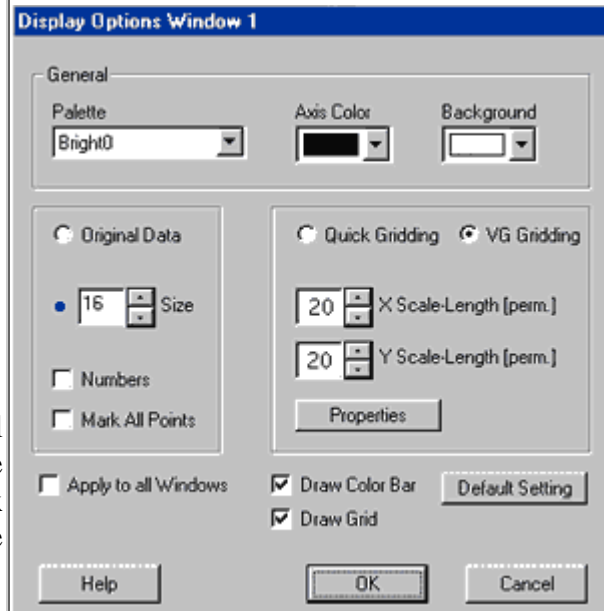 Display Options Window 1
General
Palette
Axis Color
Background
Bright0
Original Data
Quick Gridding
VG Gridding
16 Size
20 X Scale-Length [perm.]
20 Y Scale-Length [perm.]
Numbers
Mark All Points
Properties
Apply to all Windows
Draw Color Bar
Default Setting
Draw Grid
Help
OK
Cancel